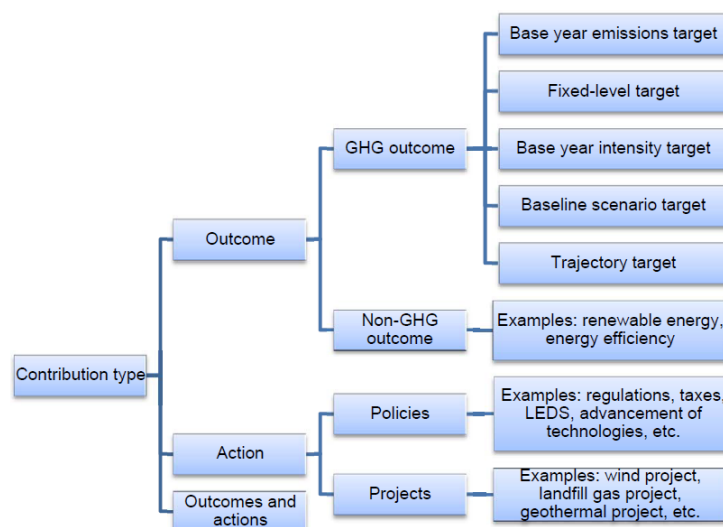 Base year emissions target
Fixed-level target
GHG outcome
Base year intensity target
Baseline scenario target
Outcome
Trajectory target
Non-GHG
outcome
Examples: renewable energy,
energy efficiency
Contribution type
Policies
Examples: regulations, taxes,
LEDS, advancement of
technologies, etc.
Action
Projects
Examples: wind project,
landfill gas project,
geothermal project, etc.
Outcomes and
actions